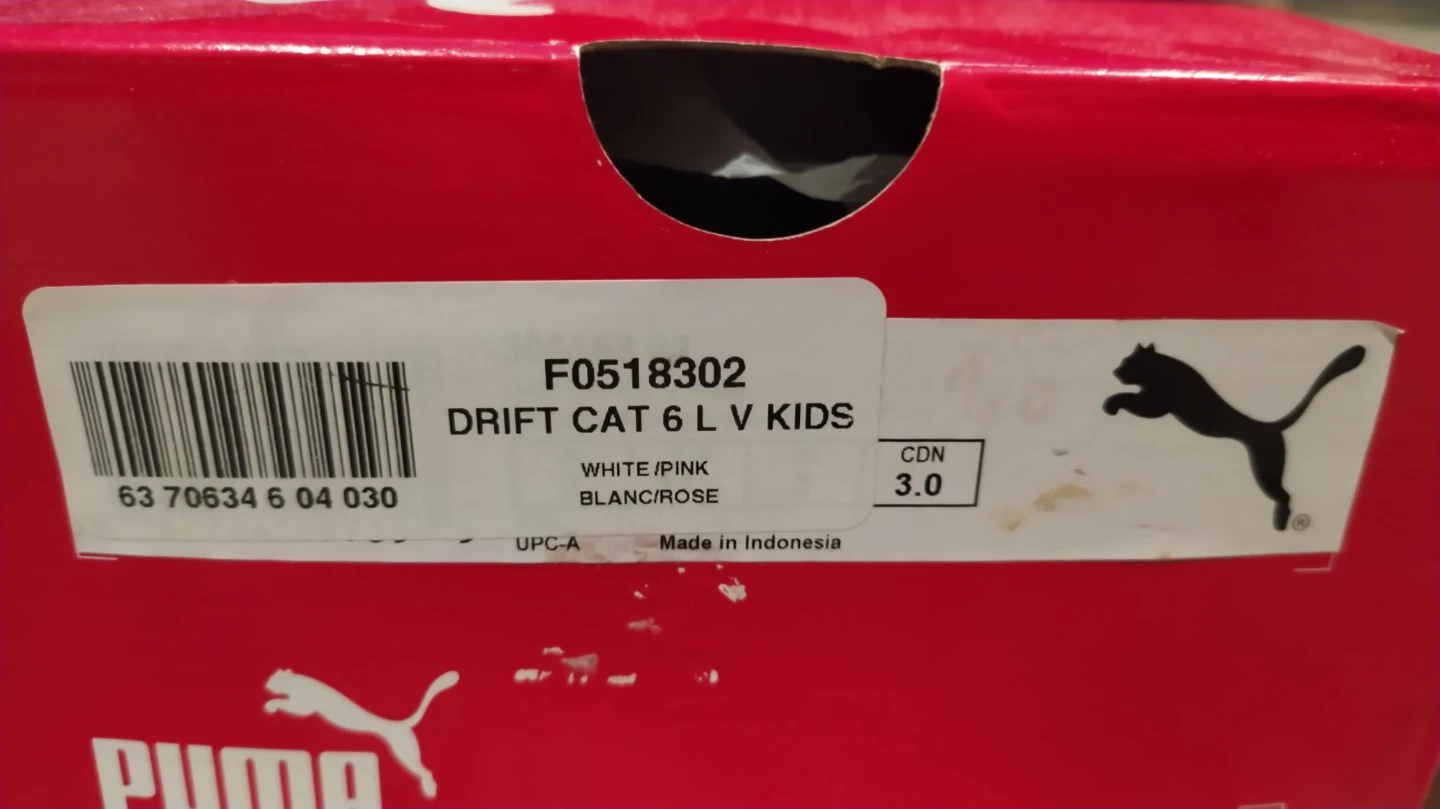 F0518302
DRIFT CAT 6 L V KIDS
WHITE /PINK
BLANC/ROSE
63 70634 6 04 030
CDN
3.0
®
UPC-A
Made in Indonesia
PUMA